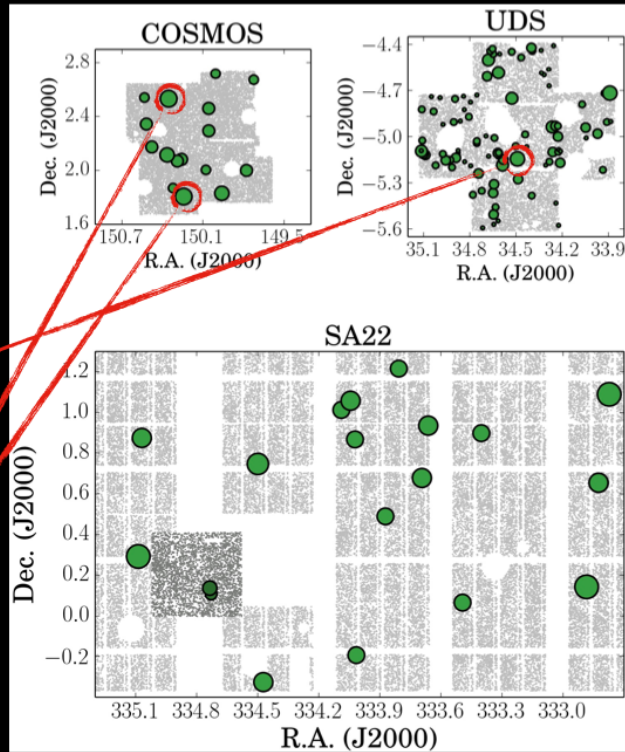 COSMOS
2.8
2.4
2.0
1.6
Dec. (J2000)
150.7 150.1 149.5
R.A. (J2000)
UDS
−4.4
−4.7
−5.0
−5.3
−5.6
Dec. (J2000)
35.1 34.8 34.5 34.2 33.9
R.A. (J2000)
SA22
1.2
1.0
0.8
0.6
0.4
0.2
0.0
−0.2
Dec. (J2000)
335.1 334.8 334.5 334.2 333.9 333.6 333.3 333.0
R.A. (J2000)